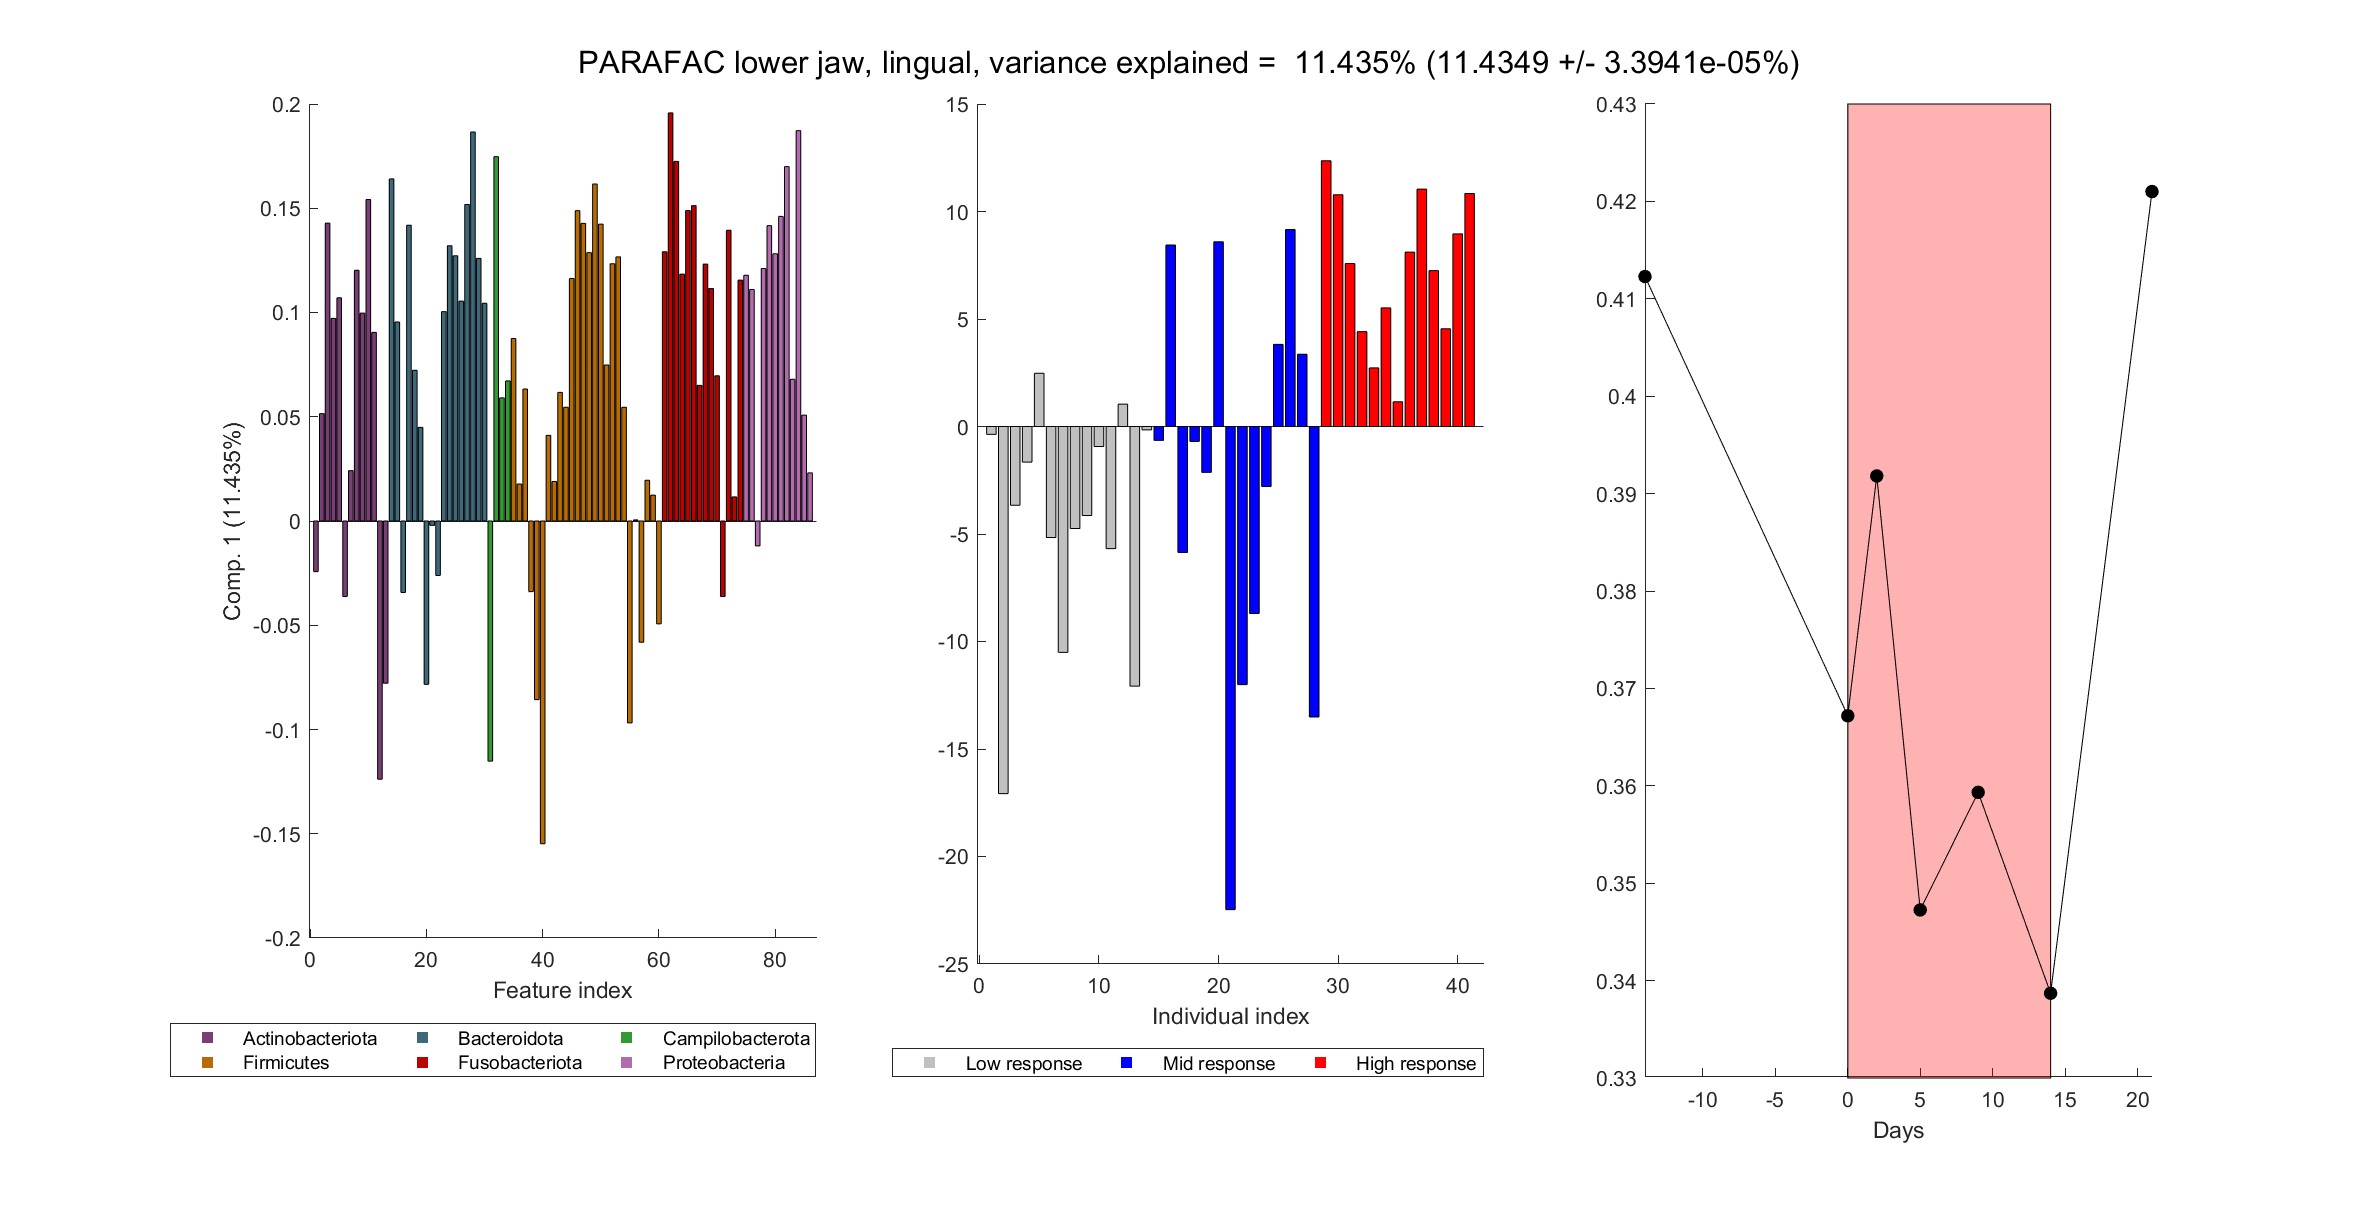 PARAFAC lower jaw, lingual, variance explained =  11.435% (11.4349 +/- 3.3941e-05%)
Comp. 1 (11.435%)
0.2
0.15
0.1
0.05
0
-0.05
-0.1
-0.15
-0.2
0 20 40 60 80
Feature index
Actinobacteriota Bacteroidota Campilobacterota
Firmicutes Fusobacteriota Proteobacteria
15
10
5
0
-5
-10
-15
-20
-25
0 10 20 30 40
Individual index
Low response Mid response High response
0.43
0.42
0.41
0.4
0.39
0.38
0.37
0.36
0.35
0.34
0.33
-10 -5 0 5 10 15 20
Days